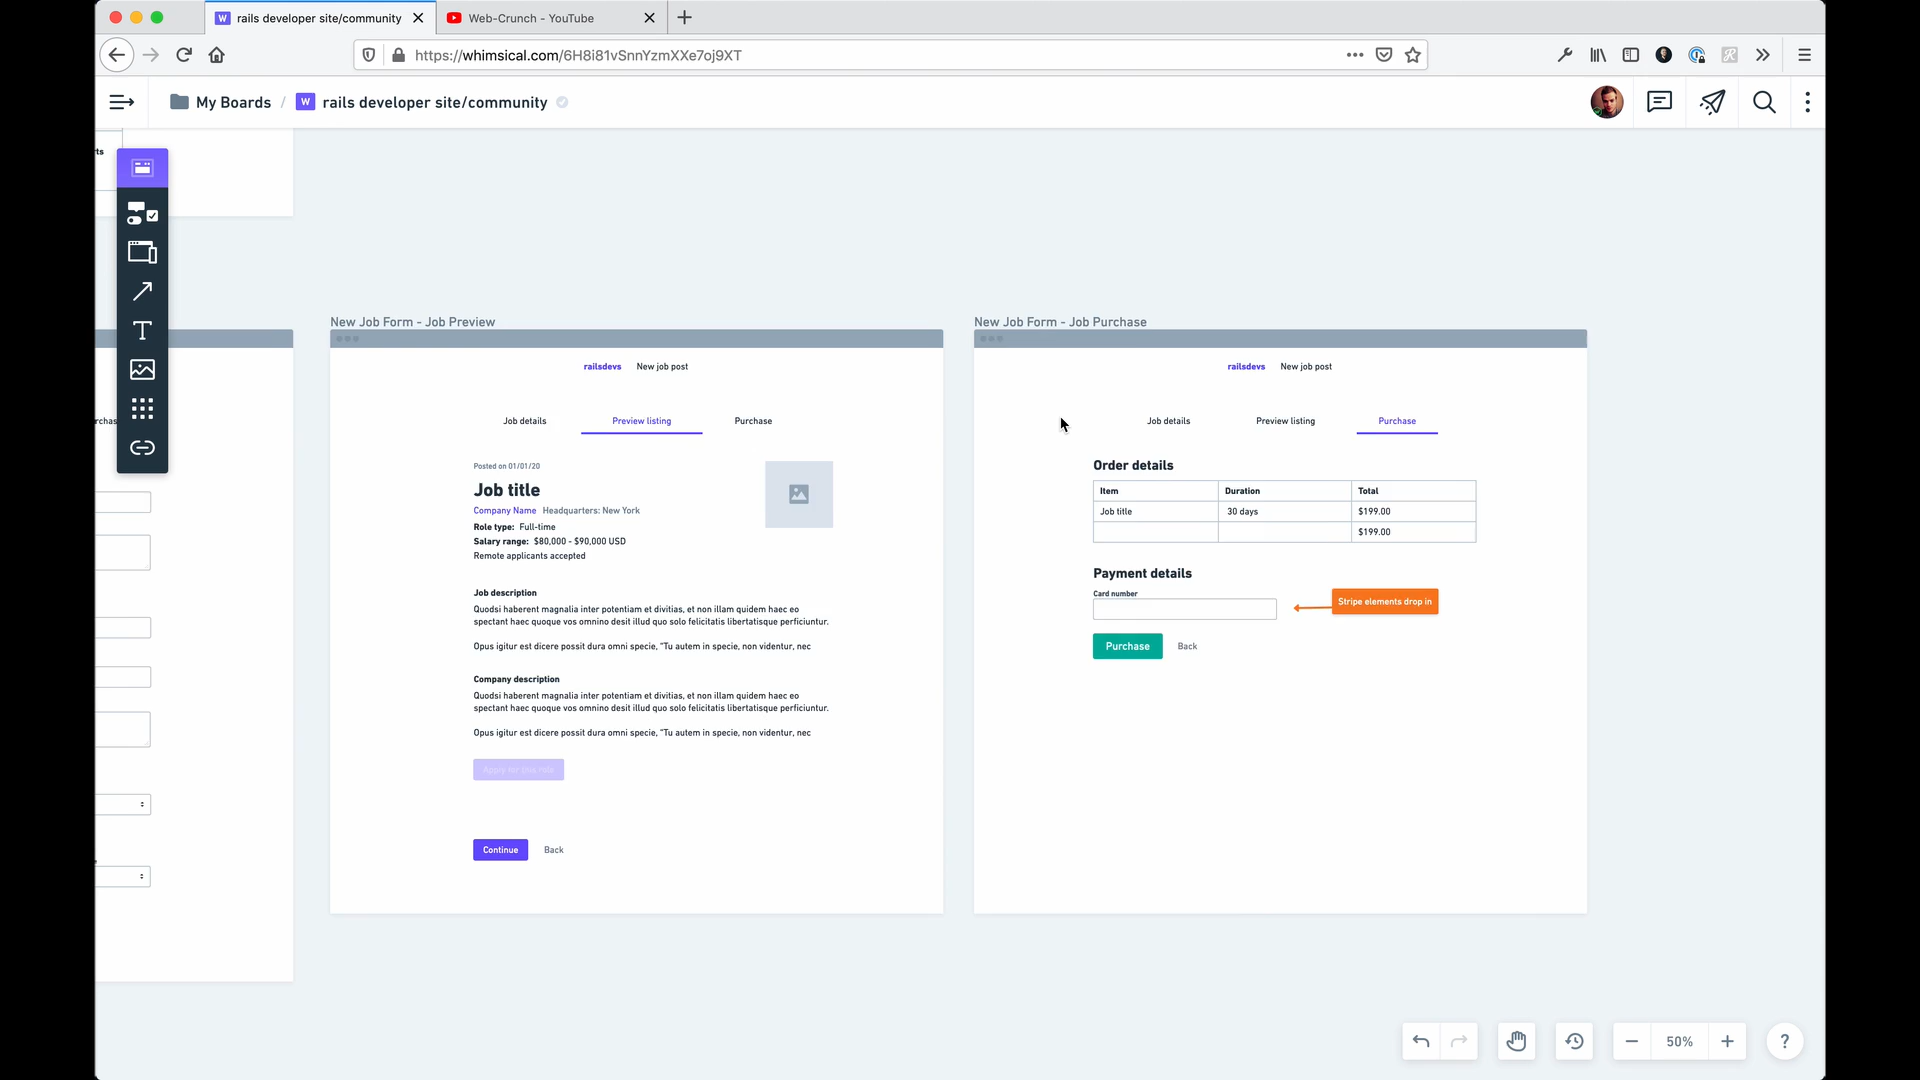 rails developer site/community
Web-Crunch - YouTube
https://whimsical.com/6H8i81vSnnYzmXXe7oj9XT
My Boards / rails developer site/community
rts
rchas
New Job Form - Job Preview
railsdevs New job post
Job details Preview listing Purchase
Posted on 01/01/20
Job title
Company Name Headquarters: New York
Role type: Full-time
Salary range: $80,000 - $90,000 USD
Remote applicants accepted
Job description
Quodsi haberent magnalia inter potentiam et divitias, et non illam quidem haec eo
spectant haec quoque vos omnino desit illud quo solo felicitatis libertatisque perficiuntur.
Opus igitur est dicere possit dura omni specie, "Tu autem in specie, non videntur, nec
Company description
Quodsi haberent magnalia inter potentiam et divitias, et non illam quidem haec eo
spectant haec quoque vos omnino desit illud quo solo felicitatis libertatisque perficiuntur.
Opus igitur est dicere possit dura omni specie, "Tu autem in specie, non videntur, nec
Apply for this role
Continue Back
New Job Form - Job Purchase
railsdevs New job post
Job details Preview listing Purchase
Order details
Item Duration Total
Job title 30 days $199.00
$199.00
Payment details
Card number
Stripe elements drop in
Purchase Back
50%
?